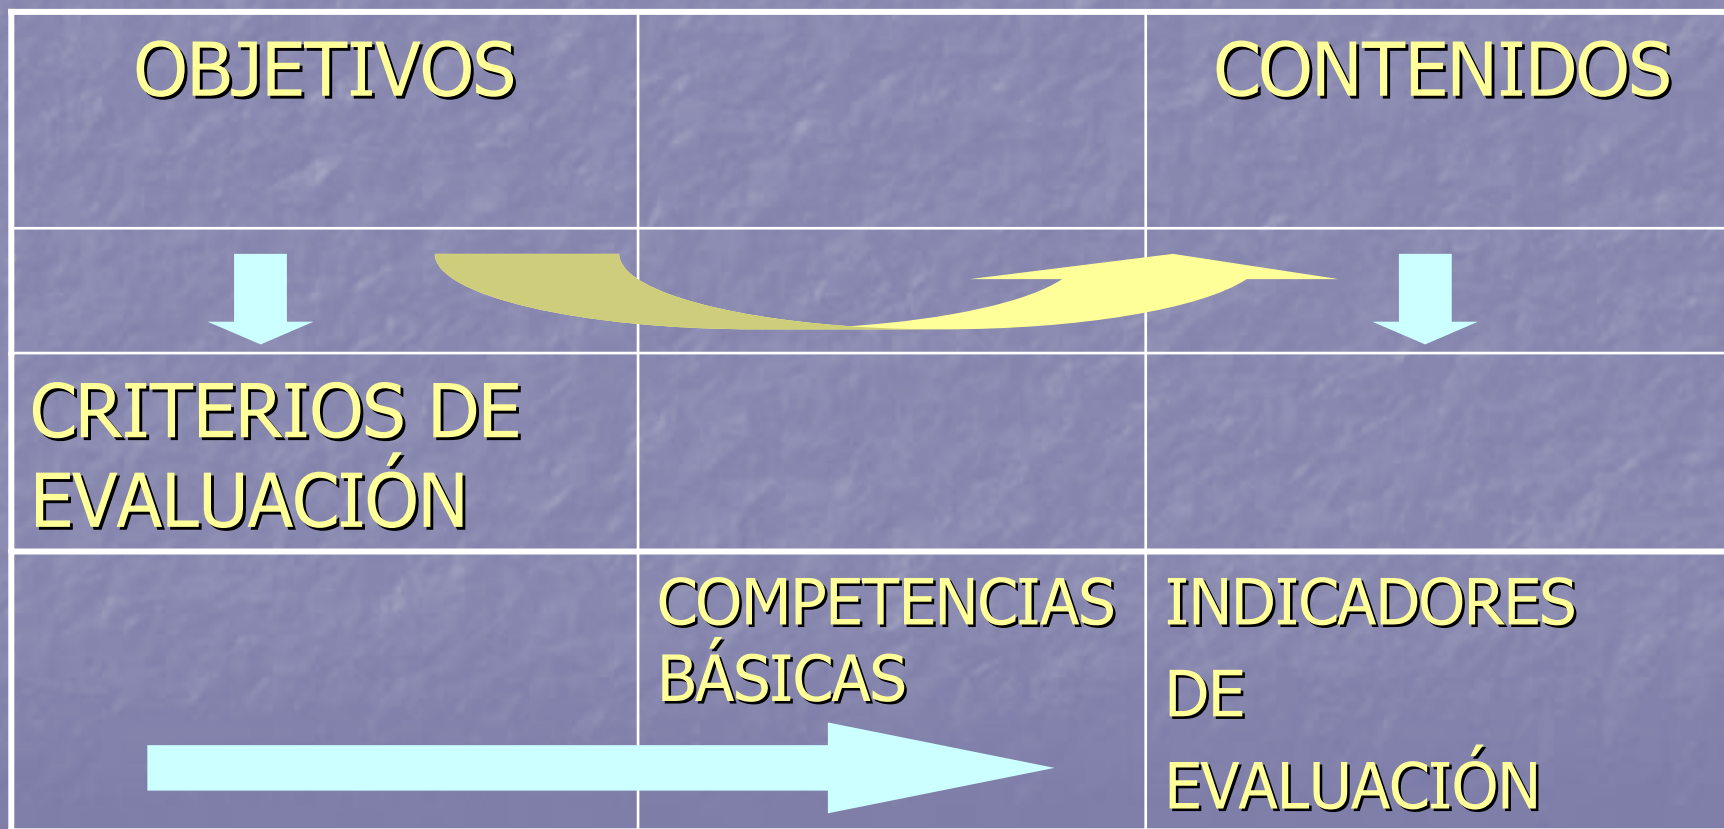 OBJETIVOS
CONTENIDOS
CRITERIOS DE
EVALUACIÓN
COMPETENCIAS
BÁSICAS
INDICADORES
DE
EVALUACIÓN